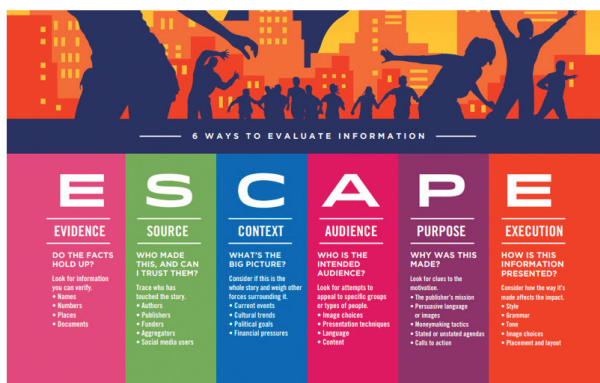 6 WAYS TO EVALUATE INFORMATION
E
EVIDENCE
DO THE FACTS
HOLD UP?
Look for information
you can verify.
• Names
• Numbers
• Places
• Documents
S
SOURCE
WHO MADE
THIS, AND CAN
I TRUST THEM?
Trace who has
touched the story.
• Authors
• Publishers
• Funders
• Aggregators
• Social media users
C
CONTEXT
WHAT'S THE
BIG PICTURE?
Consider if this is the
whole story and weigh other
forces surrounding it.
• Current events
• Cultural trends
• Political goals
• Financial pressures
A
AUDIENCE
WHO IS THE
INTENDED
AUDIENCE?
Look for attempts to
appeal to specific groups
or types of people.
• Image choices
• Presentation techniques
• Language
• Content
P
PURPOSE
WHY WAS THIS
MADE?
Look for clues to the
motivation.
• The publisher's mission
• Persuasive language
or images
• Moneymaking tactics
• Stated or unstated agendas
• Calls to action
E
EXECUTION
HOW IS THIS
INFORMATION
PRESENTED?
Consider how the way it's
made affects the impact.
• Style
• Grammar
• Tone
• Image choices
• Placement and layout